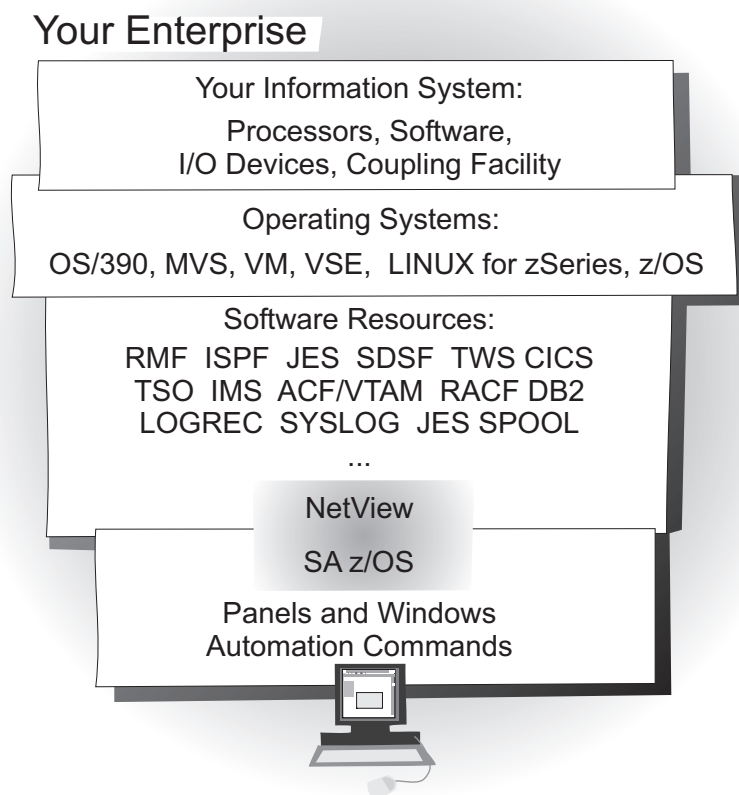 Your Enterprise
Your Information System:
Processors, Software,
I/O Devices, Coupling Facility
Operating Systems:
OS/390, MVS, VM, VSE, LINUX for zSeries, z/OS
Software Resources:
RMF ISPF JES SDSF TWS CICS
TSO IMS ACF/VTAM RACF DB2
LOGREC SYSLOG JES SPOOL
...
NetView
SA z/OS
Panels and Windows
Automation Commands